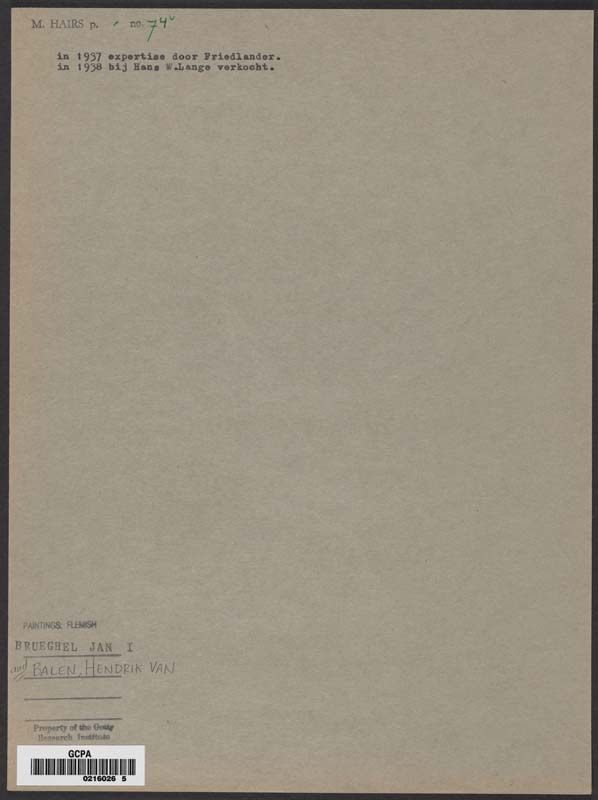 M. HAIRS p. no. 74
in 1937 expertise door Friedlander.
in 1938 bij Hans W.Lange verkocht.
PAINTINGS: FLEMISH
BRUEGHEL JAN I
and BALEN, HENDRIK VAN
Property of the Getty
Research Institute
GCPA
0216026 5